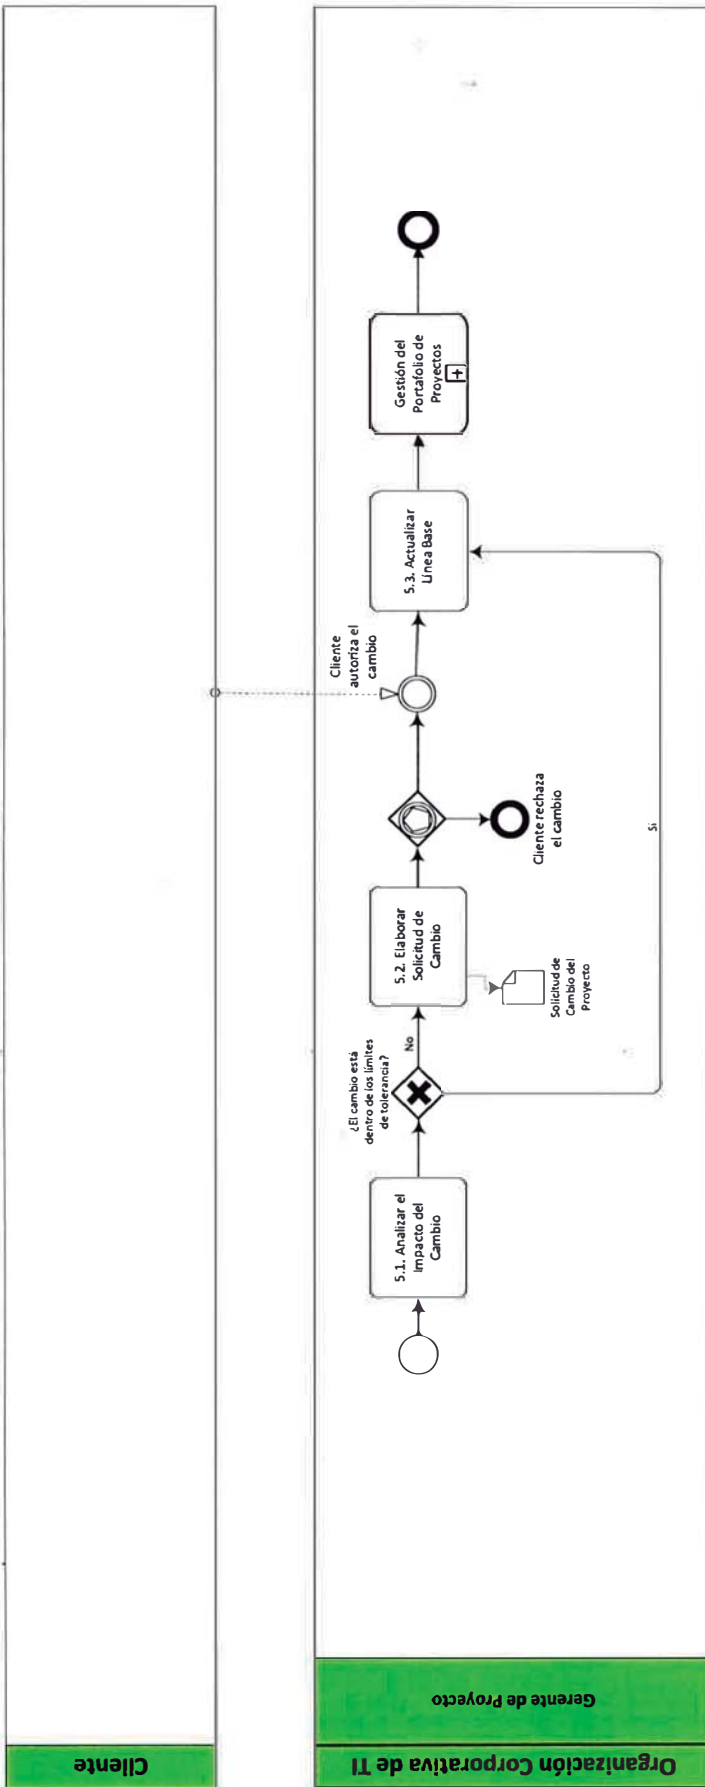 Cliente
Organización Corporativa de TI
Gerente de Proyecto
5.1. Analizar el
Impacto del
Cambio
¿El cambio está
dentro de los límites
de tolerancia?
No
Si
5.2. Elaborar
Solicitud de
Cambio
Solicitud de
Cambio del
Proyecto
Cliente rechaza
el cambio
Cliente
autoriza el
cambio
5.3. Actualizar
Línea Base
Gestión del
Portafolio de
Proyectos